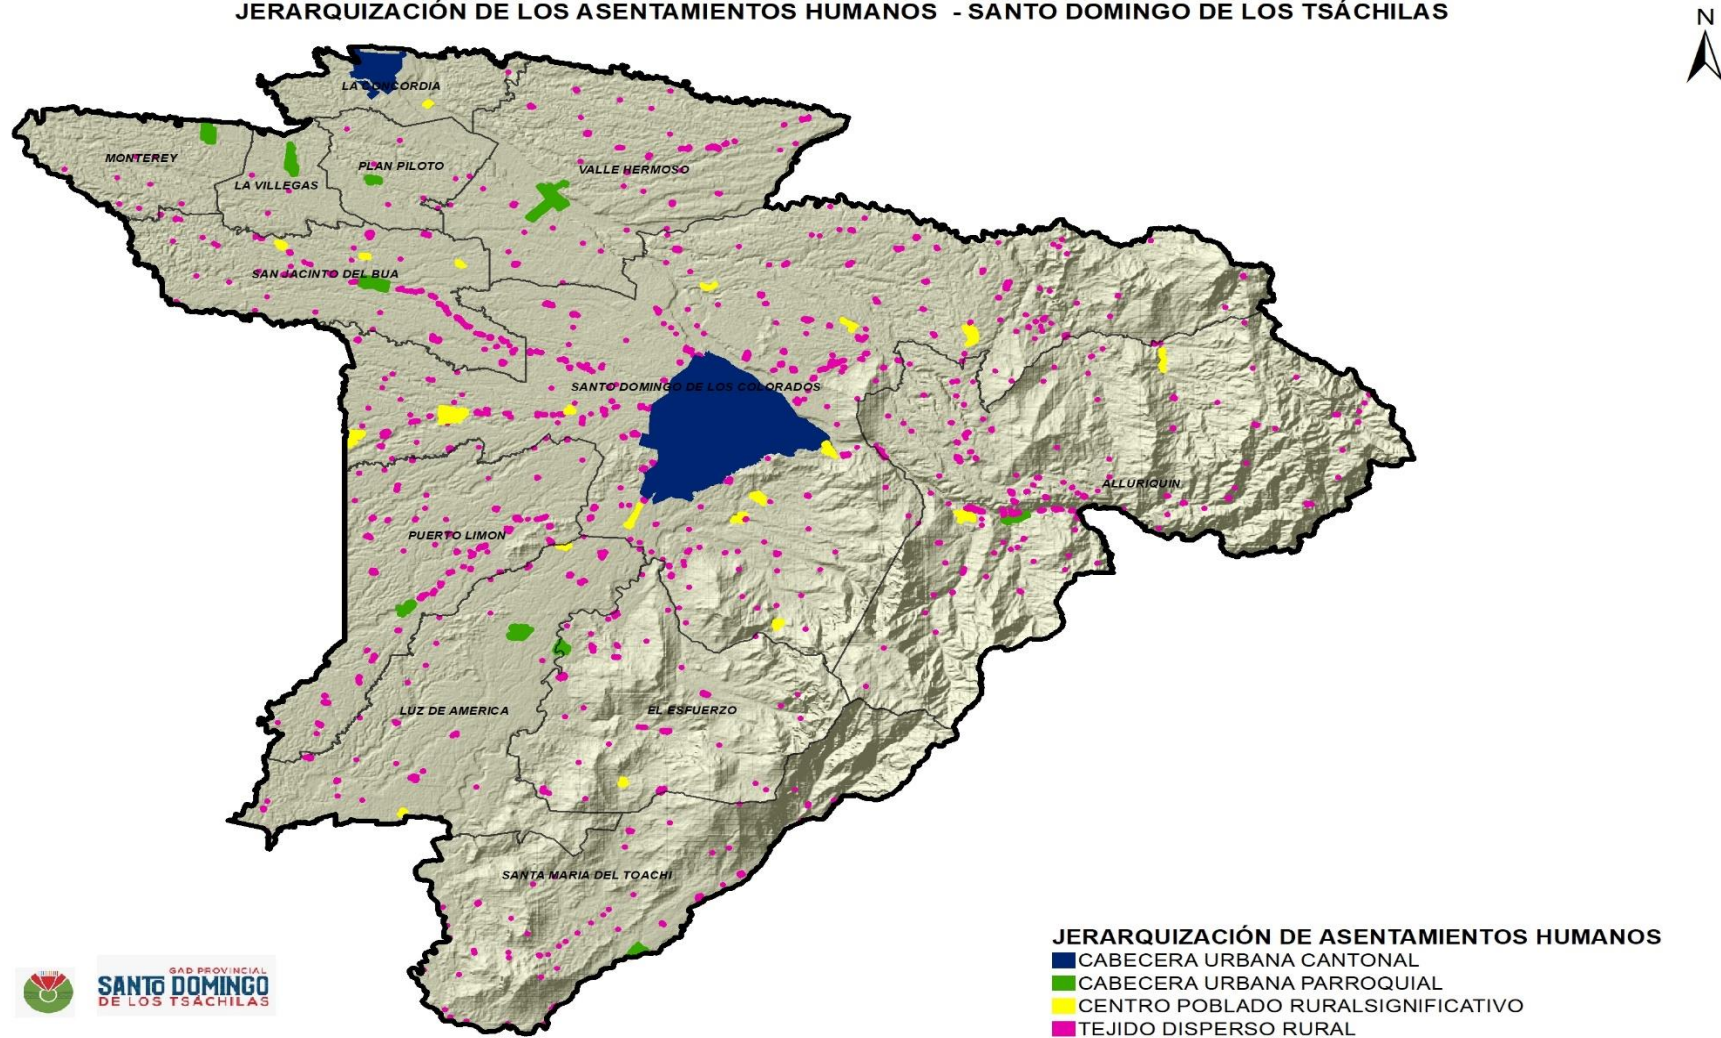 JERARQUIZACIÓN DE LOS ASENTAMIENTOS HUMANOS - SANTO DOMINGO DE LOS TSÁCHILAS
N
LA CONCORDIA
MONTEREY
LA VILLEGAS
PLAN PILOTO
VALLE HERMOSO
SAN JACINTO DEL BUA
SANTO DOMINGO DE LOS COLORADOS
ALLURIQUIN
PUERTO LIMON
LUZ DE AMERICA
EL ESFUERZO
SANTA MARIA DEL TOACHI
JERARQUIZACIÓN DE ASENTAMIENTOS HUMANOS
CABECERA URBANA CANTONAL
CABECERA URBANA PARROQUIAL
CENTRO POBLADO RURALSIGNIFICATIVO
TEJIDO DISPERSO RURAL
GAD PROVINCIAL
SANTO DOMINGO
DE LOS TSÁCHILAS